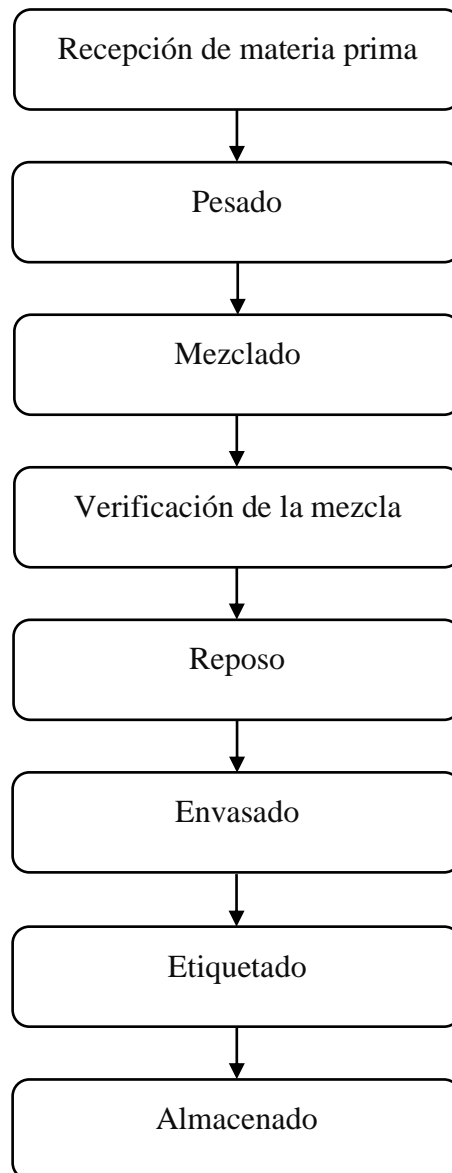 Recepción de materia prima
Pesado
Mezclado
Verificación de la mezcla
Reposo
Envasado
Etiquetado
Almacenado